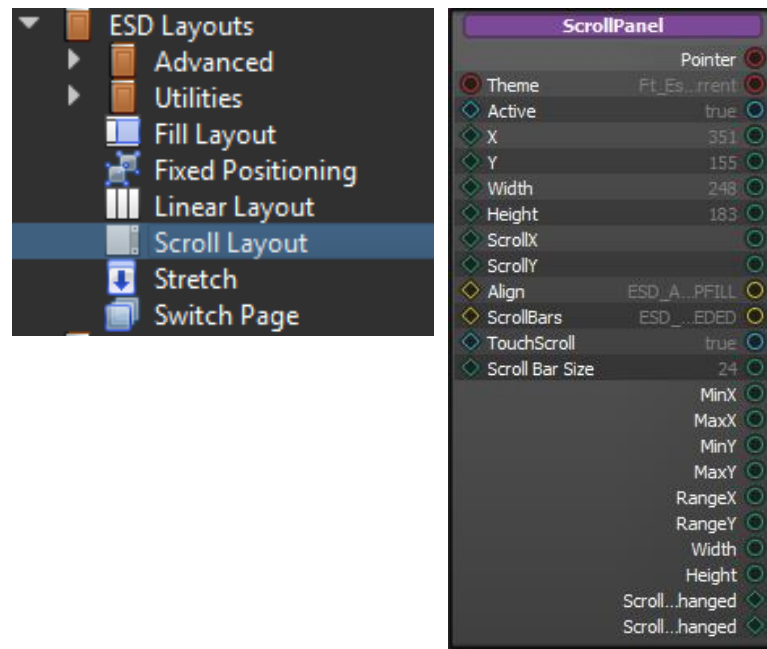 ESD Layouts
Advanced
Utilities
Fill Layout
Fixed Positioning
Linear Layout
Scroll Layout
Stretch
Switch Page
ScrollPanel
Pointer
Theme Ft_Es...rrent
Active true
X 351
Y 155
Width 248
Height 183
ScrollX
ScrollY
Align ESD_A...PFILL
ScrollBars ESD_...EDED
TouchScroll true
Scroll Bar Size 24
MinX
MaxX
MinY
MaxY
RangeX
RangeY
Width
Height
Scroll...hanged
Scroll...hanged